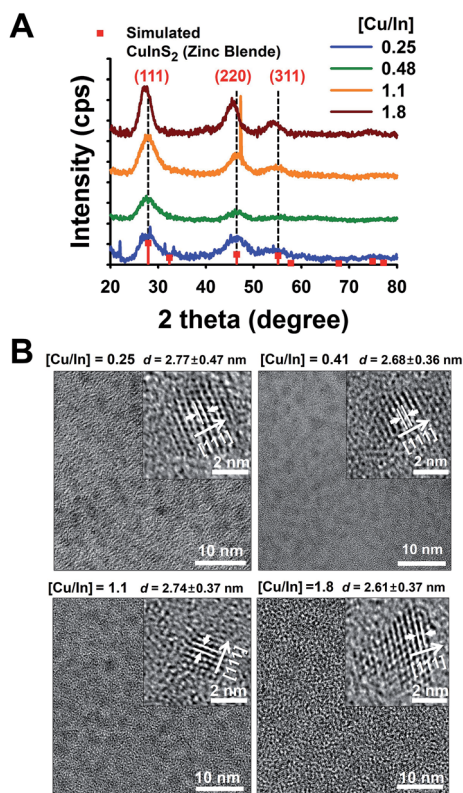 A
Simulated
CuInS2 (Zinc Blende)
[Cu/In]
0.25
0.48
1.1
1.8
(111)
(220)
(311)
Intensity (cps)
20 30 40 50 60 70 80
2 theta (degree)
B
[Cu/In] = 0.25 d = 2.77±0.47 nm
[111]
2 nm
10 nm
[Cu/In] = 0.41 d = 2.68±0.36 nm
[111]
2 nm
10 nm
[Cu/In] = 1.1 d = 2.74±0.37 nm
[111]
2 nm
10 nm
[Cu/In] =1.8 d = 2.61±0.37 nm
[111]
2 nm
10 nm